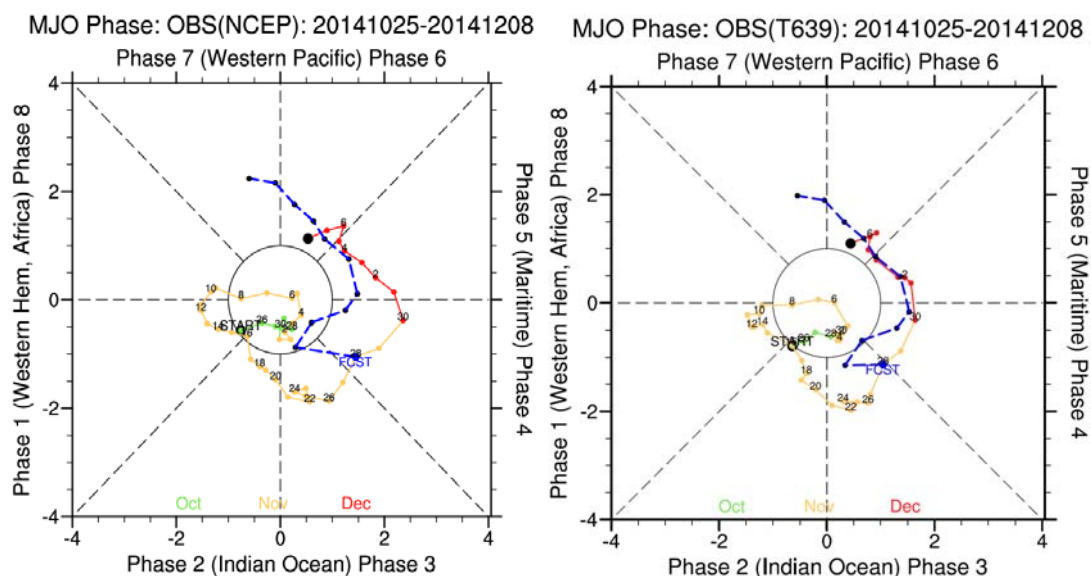 MJO Phase: OBS(NCEP): 20141025-20141208
Phase 7 (Western Pacific) Phase 6
Phase 1 (Western Hem, Africa) Phase 8
Phase 5 (Maritime) Phase 4
4
2
0
-2
-4
-4 -2 0 2 4
Phase 2 (Indian Ocean) Phase 3
START
FCST
10
12
14
16
18
20
22
24
26
28
30
8
6
4
2
4
6
26
30
28
Oct Nov Dec
MJO Phase: OBS(T639): 20141025-20141208
Phase 7 (Western Pacific) Phase 6
Phase 1 (Western Hem, Africa) Phase 8
Phase 5 (Maritime) Phase 4
4
2
0
-2
-4
-4 -2 0 2 4
Phase 2 (Indian Ocean) Phase 3
START
FCST
10
12
14
18
20
22
24
26
30
8
6
2
6
Oct Nov Dec